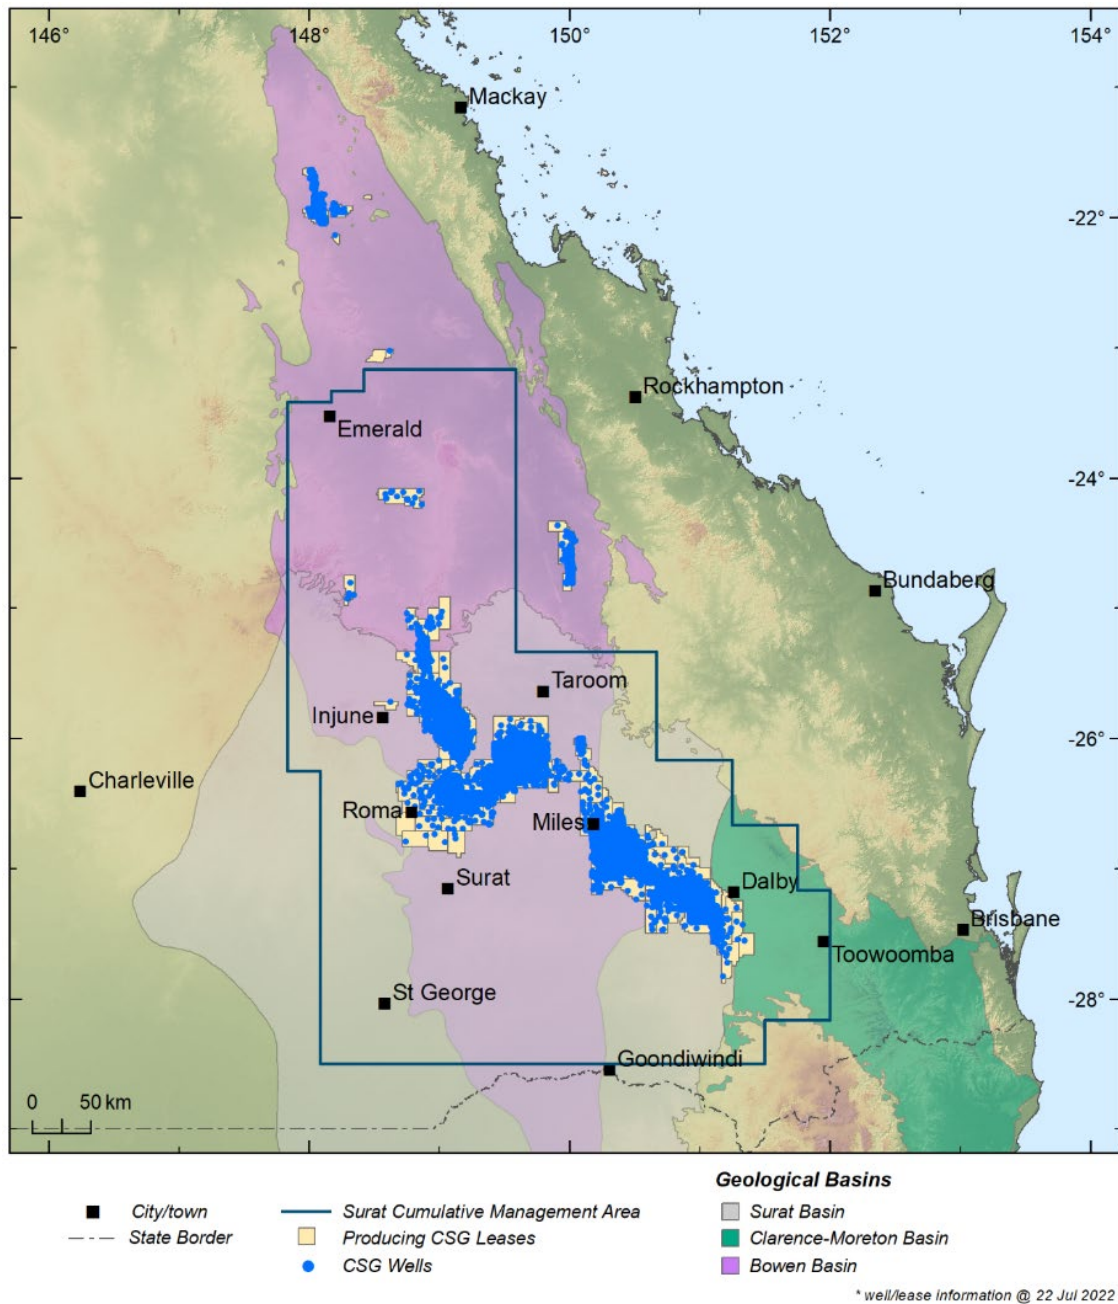 146°
148°
150°
152°
154°
Mackay
-22°
Rockhampton
Emerald
-24°
Bundaberg
Taroom
Injune
-26°
Charleville
Roma
Miles
Surat
Dalby
Brisbane
Toowoomba
St George
-28°
Goondiwindi
0 50 km
Geological Basins
City/town
Surat Cumulative Management Area
Surat Basin
State Border
Producing CSG Leases
Clarence-Moreton Basin
CSG Wells
Bowen Basin
* well/lease information @ 22 Jul 2022